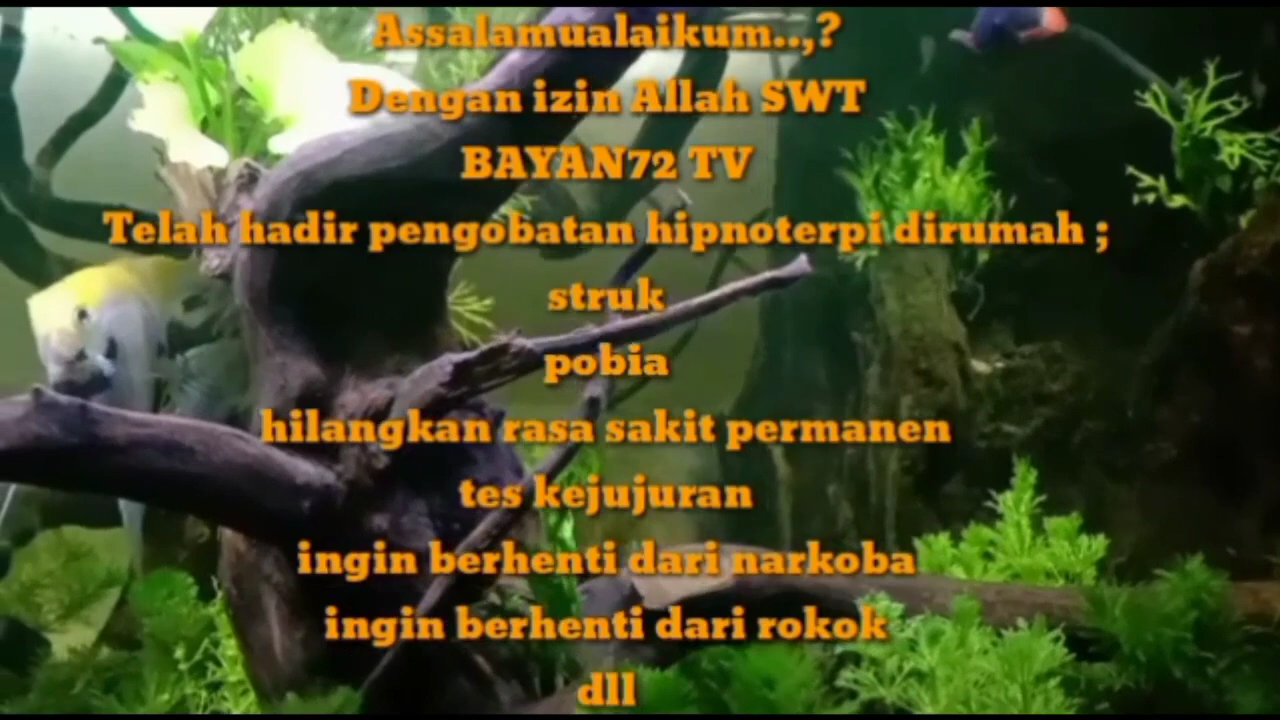 Assalamualaikum..,?
Dengan izin Allah SWT
BAYAN72 TV
Telah hadir pengobatan hipnoterpi dirumah ;
struk
pobia
hilangkan rasa sakit permanen
tes kejujuran
ingin berhenti dari narkoba
ingin berhenti dari rokok
dll